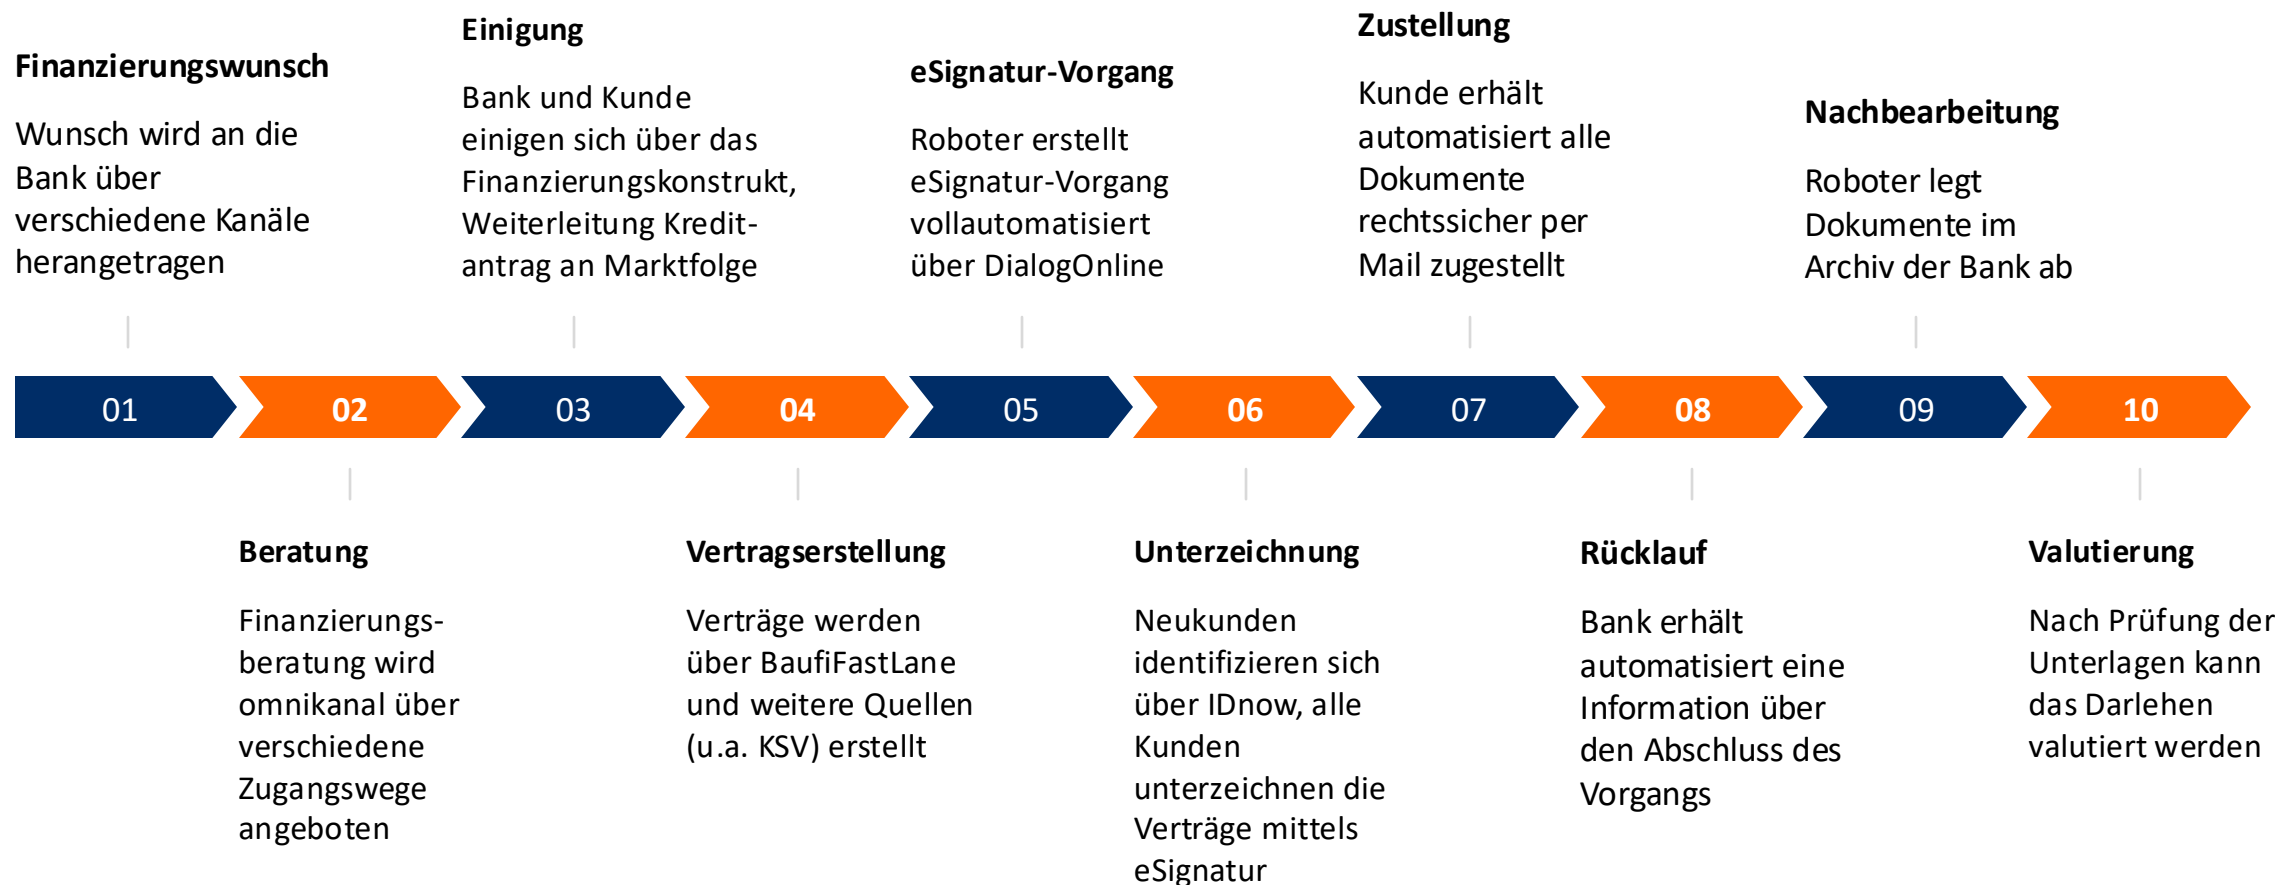 Finanzierungswunsch
Wunsch wird an die
Bank über
verschiedene Kanäle
herangetragen
Einigung
Bank und Kunde
einigen sich über das
Finanzierungskonstrukt,
Weiterleitung Kredit-
antrag an Marktfolge
eSignatur-Vorgang
Roboter erstellt
eSignatur-Vorgang
vollautomatisiert
über DialogOnline
Zustellung
Kunde erhält
automatisiert alle
Dokumente
rechtssicher per
Mail zugestellt
Nachbearbeitung
Roboter legt
Dokumente im
Archiv der Bank ab
01
02
03
04
05
06
07
08
09
10
Beratung
Finanzierungs-
beratung wird
omnikanal über
verschiedene
Zugangswege
angeboten
Vertragserstellung
Verträge werden
über BaufiFastLane
und weitere Quellen
(u.a. KSV) erstellt
Unterzeichnung
Neukunden
identifizieren sich
über IDnow, alle
Kunden
unterzeichnen die
Verträge mittels
eSignatur
Rücklauf
Bank erhält
automatisiert eine
Information über
den Abschluss des
Vorgangs
Valutierung
Nach Prüfung der
Unterlagen kann
das Darlehen
valutiert werden